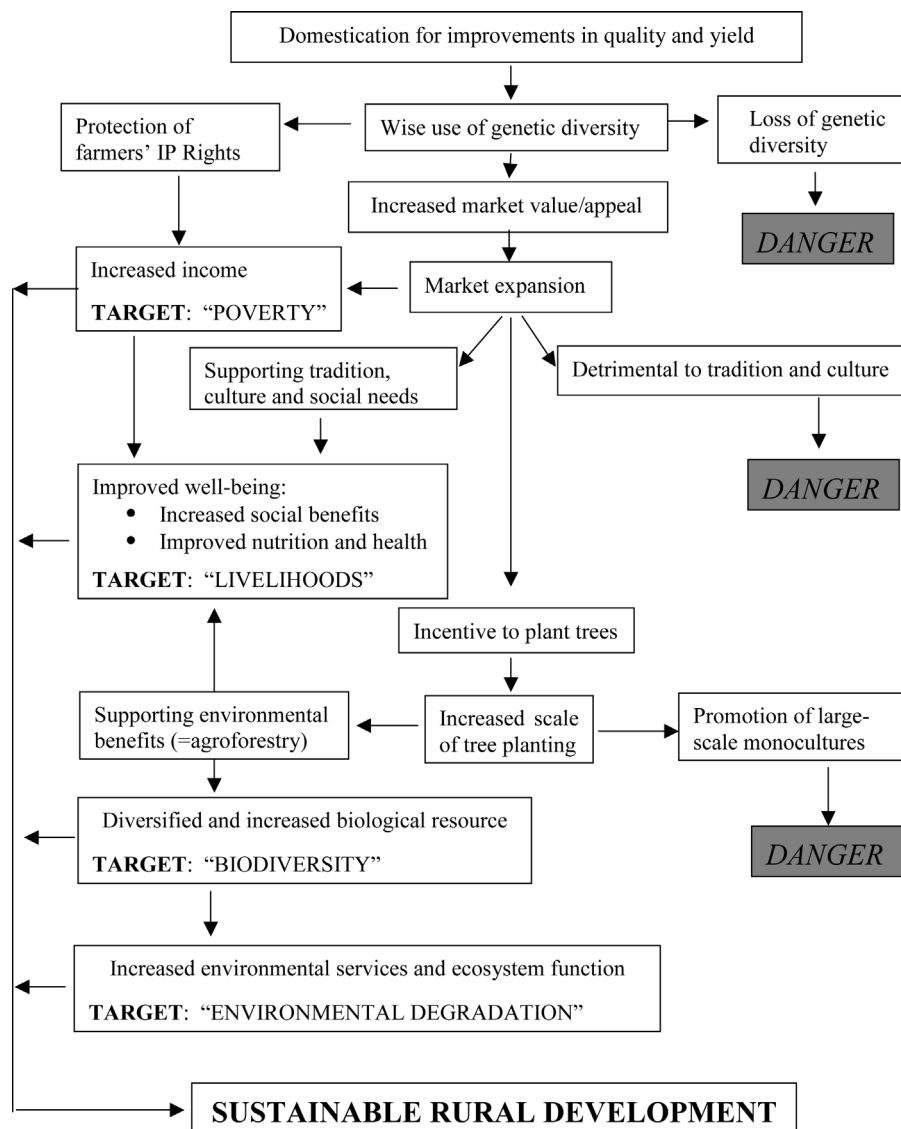 Domestication for improvements in quality and yield
Protection of
farmers’ IP Rights
Wise use of genetic diversity
Loss of genetic
diversity
Increased market value/appeal
DANGER
Increased income
TARGET: “POVERTY”
Market expansion
Supporting tradition,
culture and social needs
Detrimental to tradition and culture
DANGER
Improved well-being:
• Increased social benefits
• Improved nutrition and health
TARGET: “LIVELIHOODS”
Incentive to plant trees
Supporting environmental
benefits (=agroforestry)
Increased scale
of tree planting
Promotion of large-
scale monocultures
Diversified and increased biological resource
TARGET: “BIODIVERSITY”
DANGER
Increased environmental services and ecosystem function
TARGET: “ENVIRONMENTAL DEGRADATION”
SUSTAINABLE RURAL DEVELOPMENT